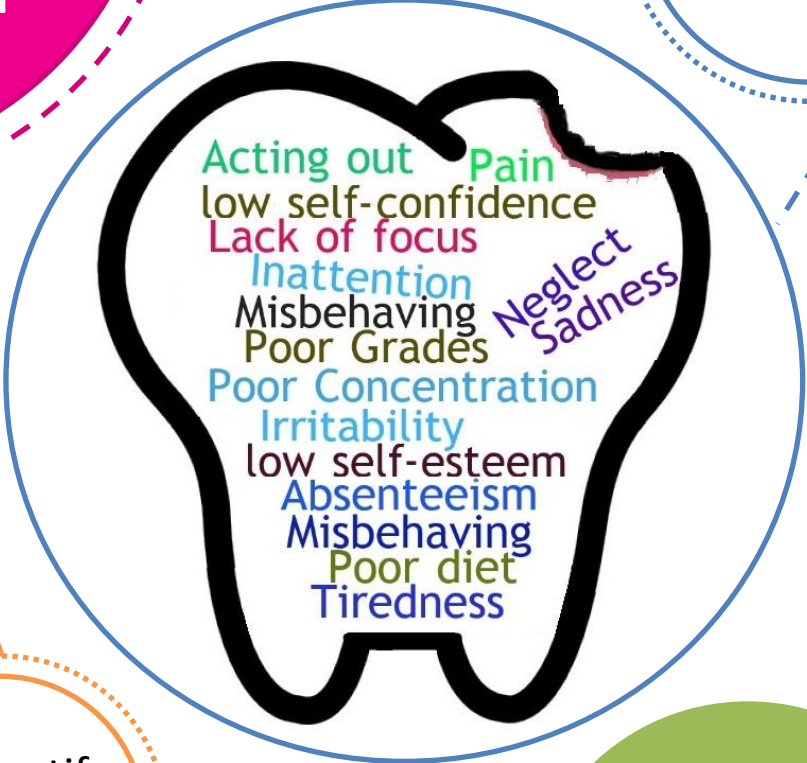 Acting out
Pain
low self-confidence
Lack of focus
Inattention
Neglect
Sadness
Misbehaving
Poor Grades
Poor Concentration
Irritability
low self-esteem
Absenteeism
Misbehaving
Poor diet
Tiredness